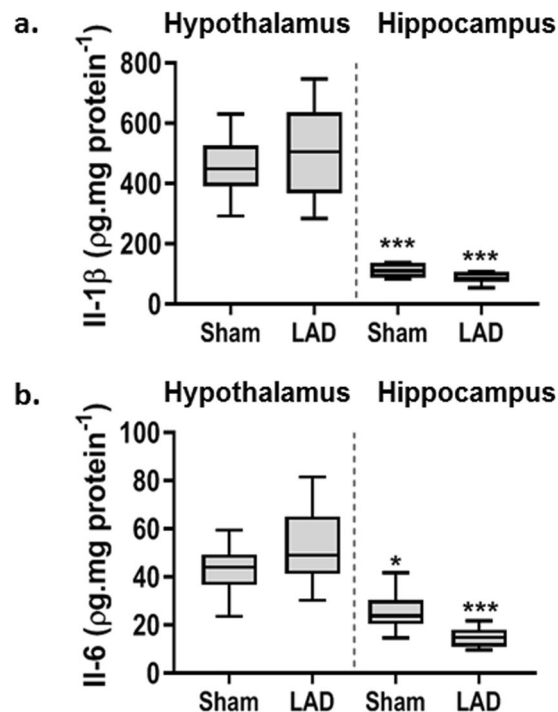 a.
Hypothalamus Hippocampus
Il-1β (ρg.mg protein⁻¹)
800
600
400
200
0
*** ***
Sham LAD Sham LAD
b.
Hypothalamus Hippocampus
Il-6 (ρg.mg protein⁻¹)
100
80
60
40
20
0
* ***
Sham LAD Sham LAD